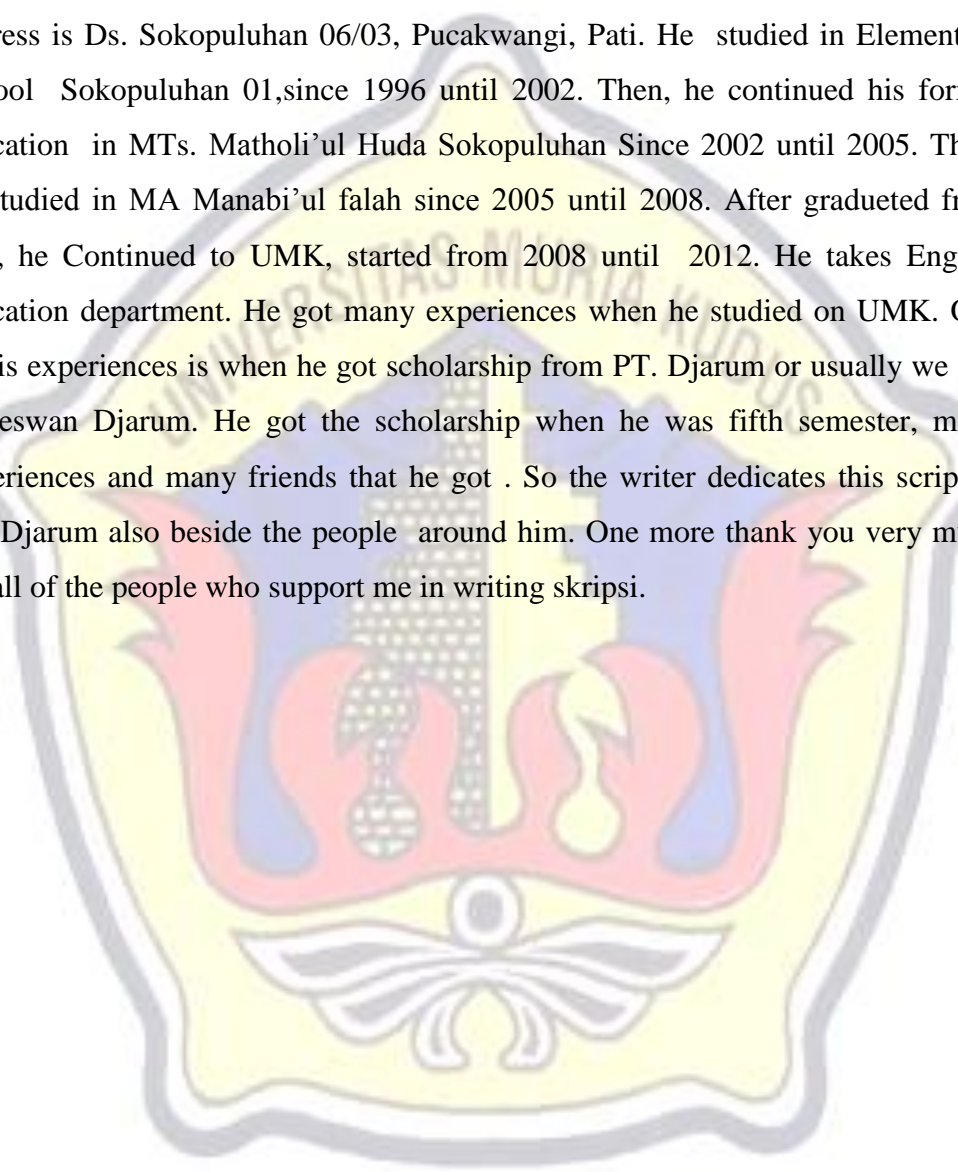 ress is Ds. Sokopuluhan 06/03, Pucakwangi, Pati. He studied in Element
ool Sokopuluhan 01,since 1996 until 2002. Then, he continued his for
cation in MTs. Matholi’ul Huda Sokopuluhan Since 2002 until 2005. Th
tudied in MA Manabi’ul falah since 2005 until 2008. After gradueted fr
, he Continued to UMK, started from 2008 until 2012. He takes Eng
cation department. He got many experiences when he studied on UMK. O
is experiences is when he got scholarship from PT. Djarum or usually we
eswan Djarum. He got the scholarship when he was fifth semester, m
eriences and many friends that he got . So the writer dedicates this scrip
Djarum also beside the people around him. One more thank you very m
all of the people who support me in writing skripsi.
UNIVERSITAS MURIA KUDUS